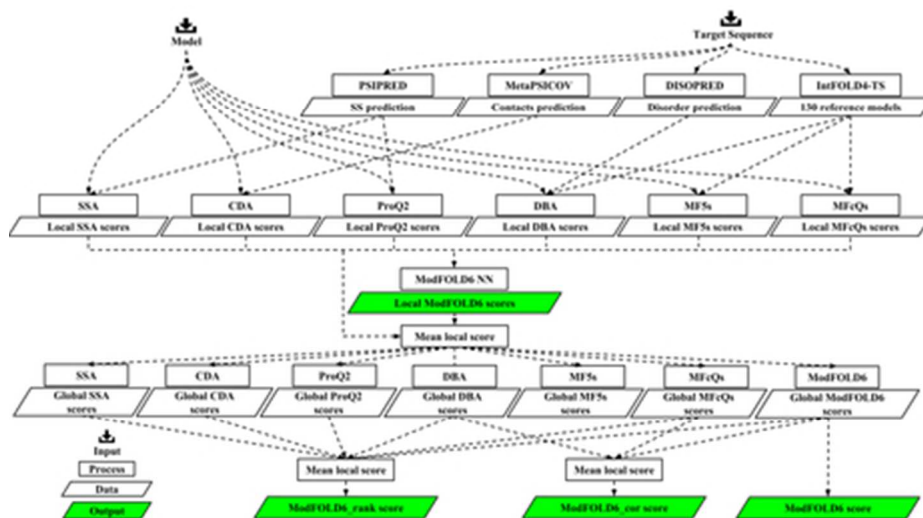 Model
Target Sequence
PSIPRED
MetaPSICOV
DISOPRED
IntFOLD4-TS
SS prediction
Contacts prediction
Disorder prediction
130 reference models
SSA
CDA
ProQ2
DBA
MF5s
MFcQs
Local SSA scores
Local CDA scores
Local ProQ2 scores
Local DBA scores
Local MF5s scores
Local MFcQs scores
ModFOLD6 NN
Local ModFOLD6 scores
Mean local score
SSA
CDA
ProQ2
DBA
MF5s
MFcQs
ModFOLD6
Global SSA
scores
Global CDA
scores
Global ProQ2
scores
Global DBA
scores
Global MF5s
scores
Global MFcQs
scores
Global ModFOLD6
scores
Input
Process
Data
Output
Mean local score
Mean local score
ModFOLD6_rank score
ModFOLD6_cor score
ModFOLD6 score